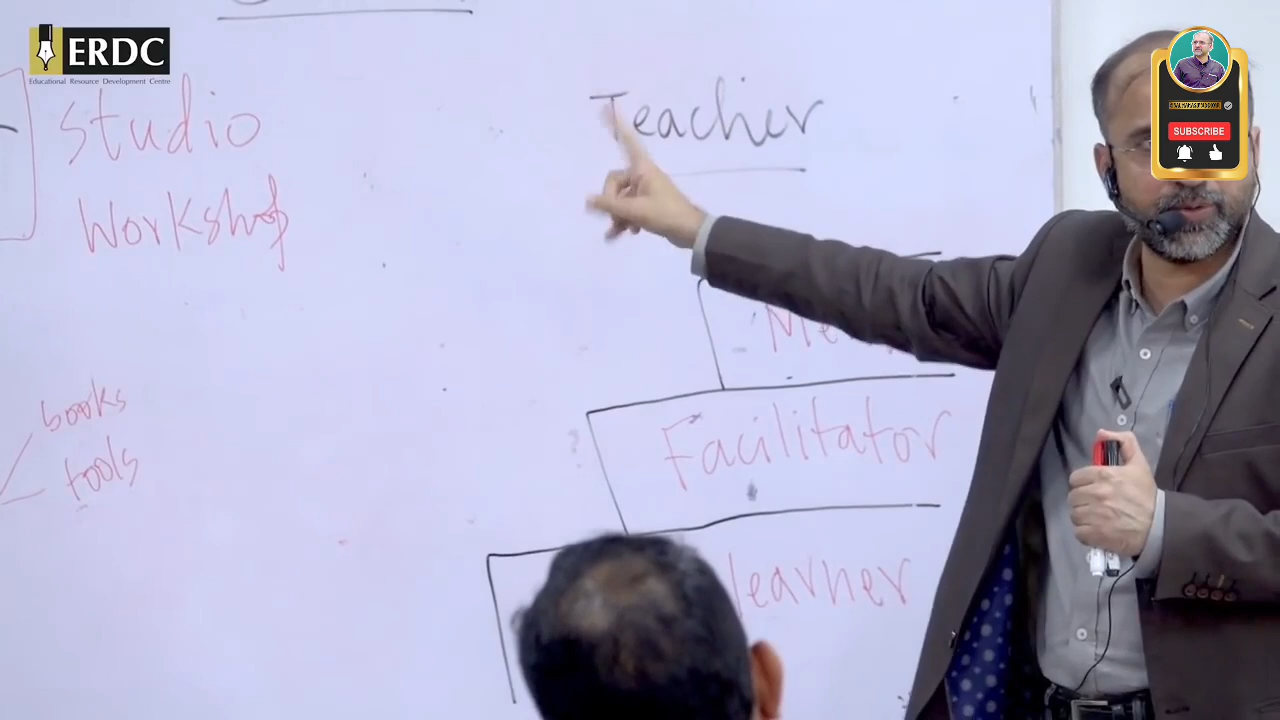 ERDC
Educational Resource Development Centre
SUBSCRIBE
Studio
Workshop
Teacher
Facilitator
learner
books
tools